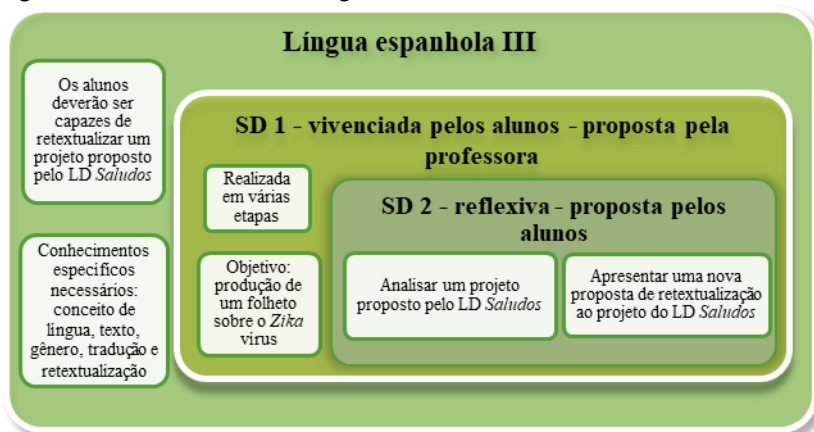 Língua espanhola III
Os alunos
deverão ser
capazes de
retextualizar um
projeto proposto
pelo LD Saludos
Conhecimentos
específicos
necessários:
conceito de
língua, texto,
gênero, tradução e
retextualização
SD 1 - vivenciada pelos alunos - proposta pela
professora
Realizada
em várias
etapas
Objetivo:
produção de
um folheto
sobre o Zika
vírus
SD 2 - reflexiva - proposta pelos
alunos
Analisar um projeto
proposto pelo LD Saludos
Apresentar uma nova
proposta de retextualização
ao projeto do LD Saludos